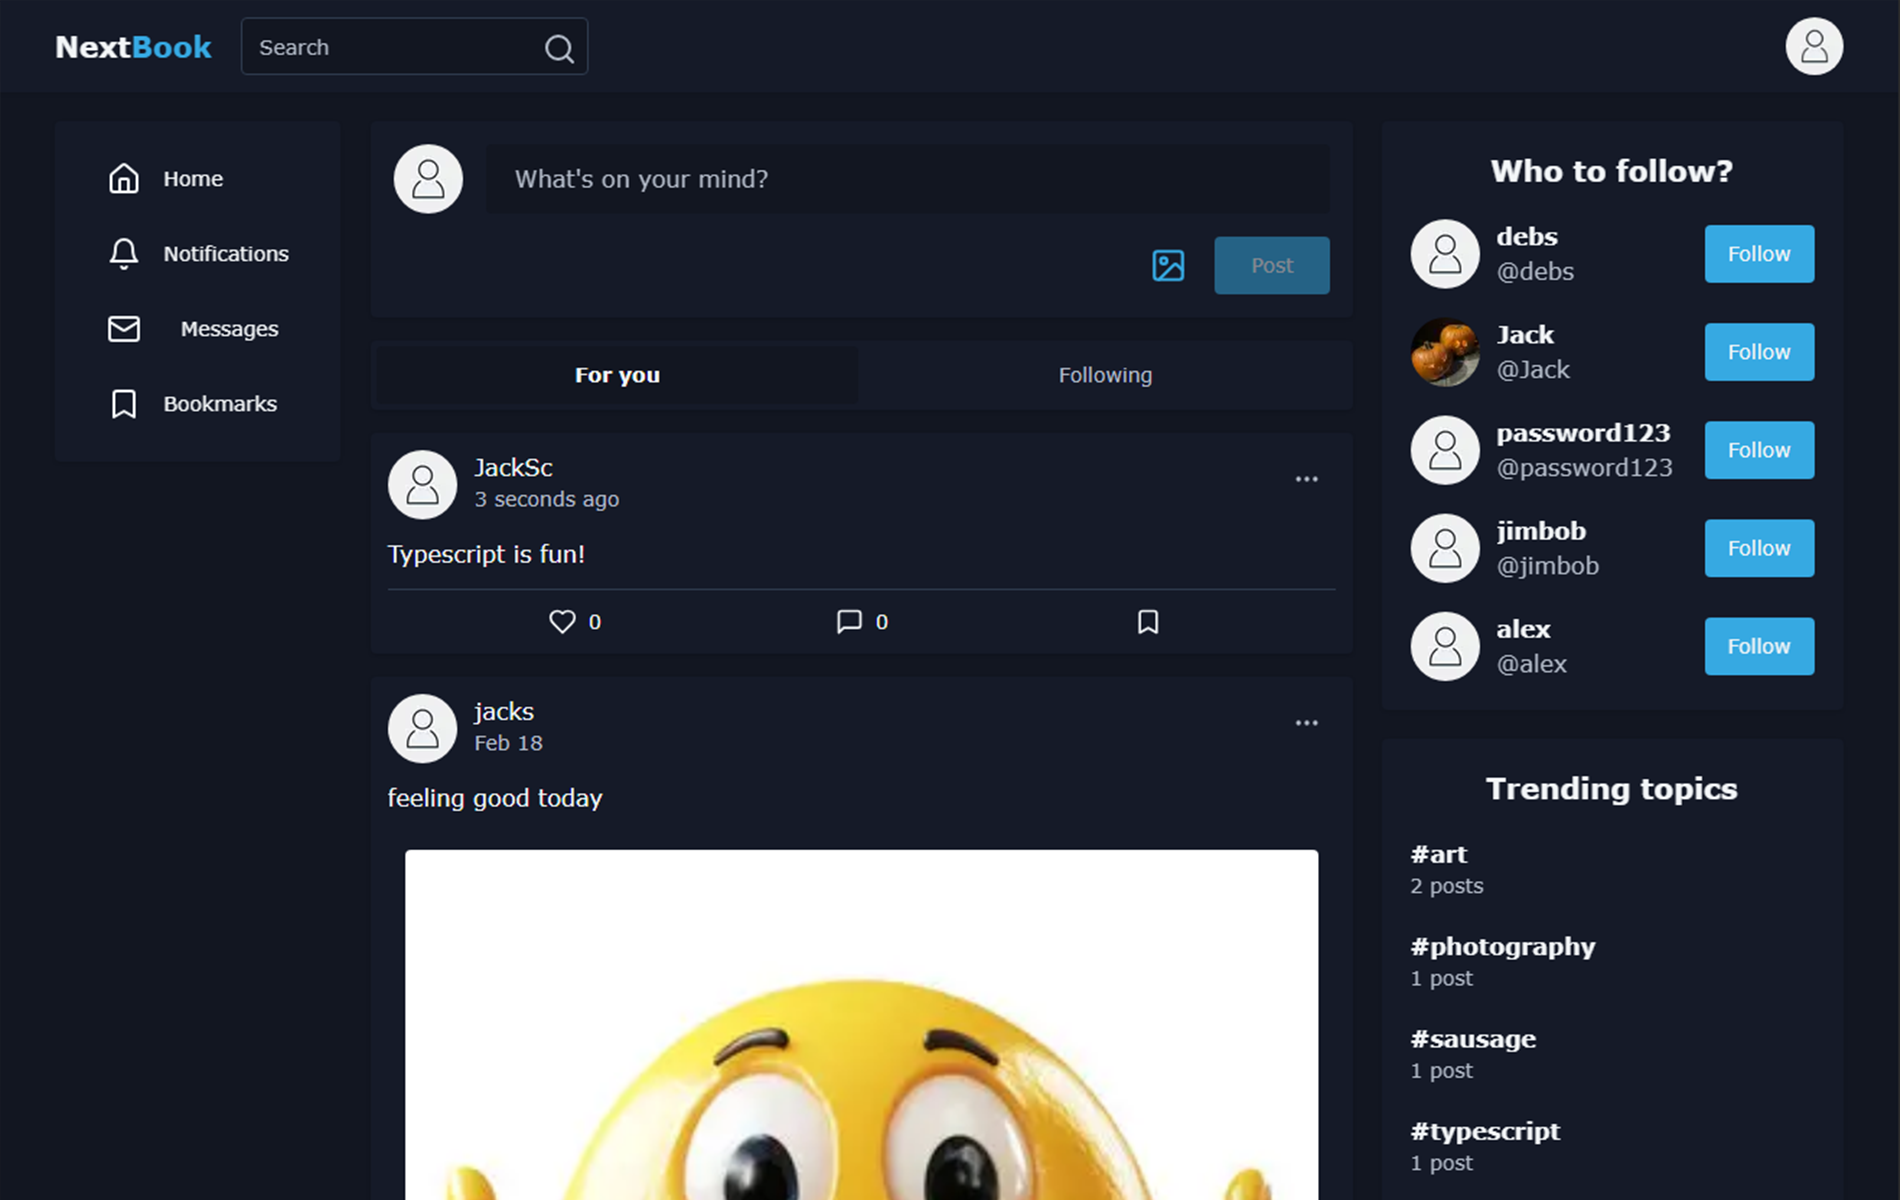 NextBook
Search
Home
Notifications
Messages
Bookmarks
What's on your mind?
Post
For you
Following
JackSc
3 seconds ago
Typescript is fun!
0
0
jacks
Feb 18
feeling good today
Who to follow?
debs
@debs
Follow
Jack
@Jack
Follow
password123
@password123
Follow
jimbob
@jimbob
Follow
alex
@alex
Follow
Trending topics
#art
2 posts
#photography
1 post
#sausage
1 post
#typescript
1 post